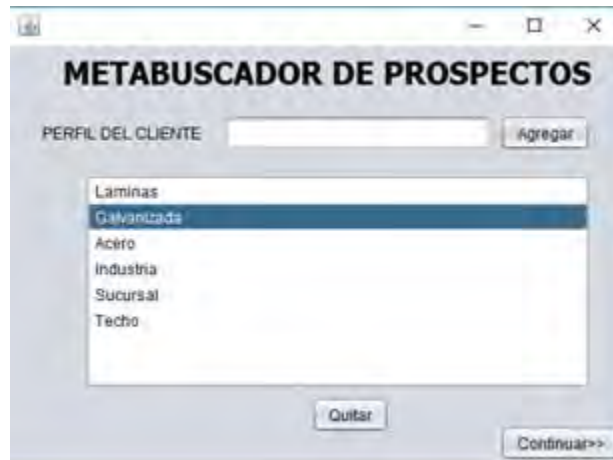 METABUSCADOR DE PROSPECTOS
PERFIL DEL CLIENTE
Agregar
Laminas
Galvanizada
Acero
Industria
Sucursal
Techo
Quitar
Continuar>>